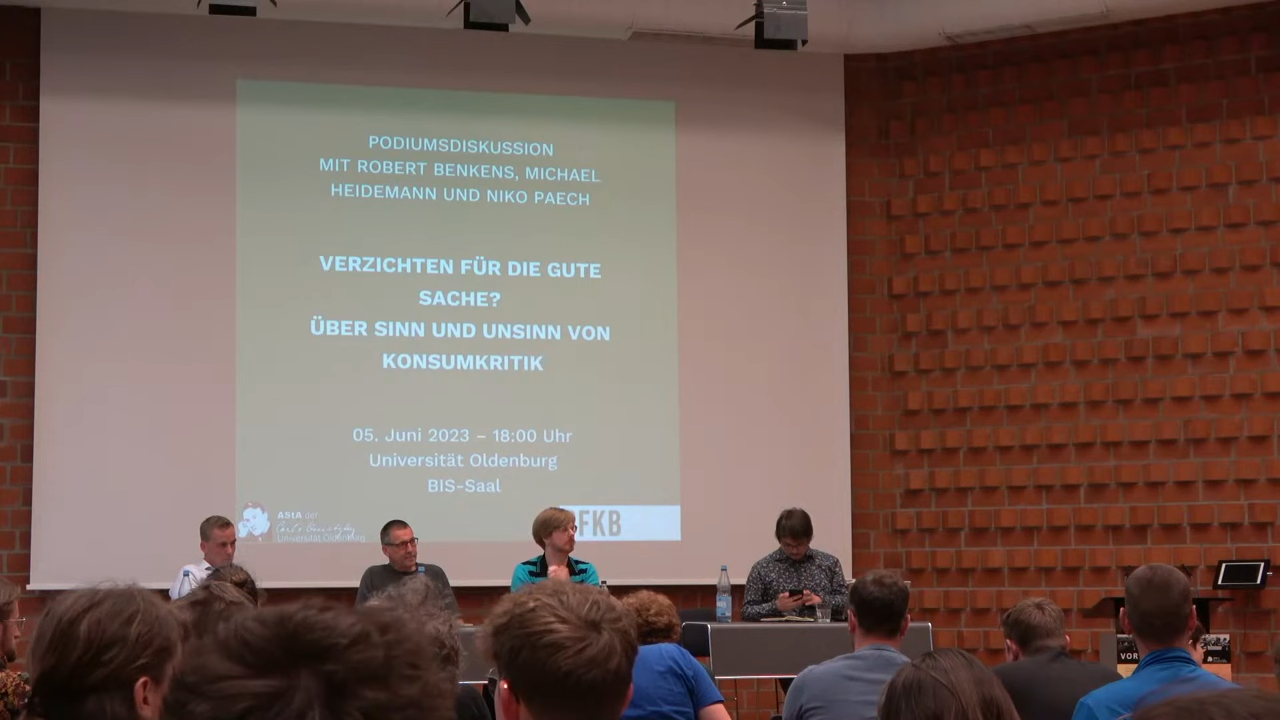 PODIUMSDISKUSSION
MIT ROBERT BENKENS, MICHAEL
HEIDEMANN UND NIKO PAECH
VERZICHTEN FÜR DIE GUTE
SACHE?
ÜBER SINN UND UNSINN VON
KONSUMKRITIK
05. Juni 2023 – 18:00 Uhr
Universität Oldenburg
BIS-Saal
AStA der
Universität Oldenburg
FKB
VOR